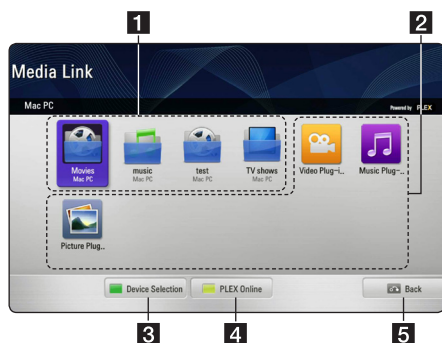 1
2
Media Link
Mac PC
Powered by PLEX
Movies
Mac PC
music
Mac PC
test
Mac PC
TV shows
Mac PC
Video Plug-i..
Music Plug-..
Picture Plug..
Device Selection
PLEX Online
Back
3
4
5